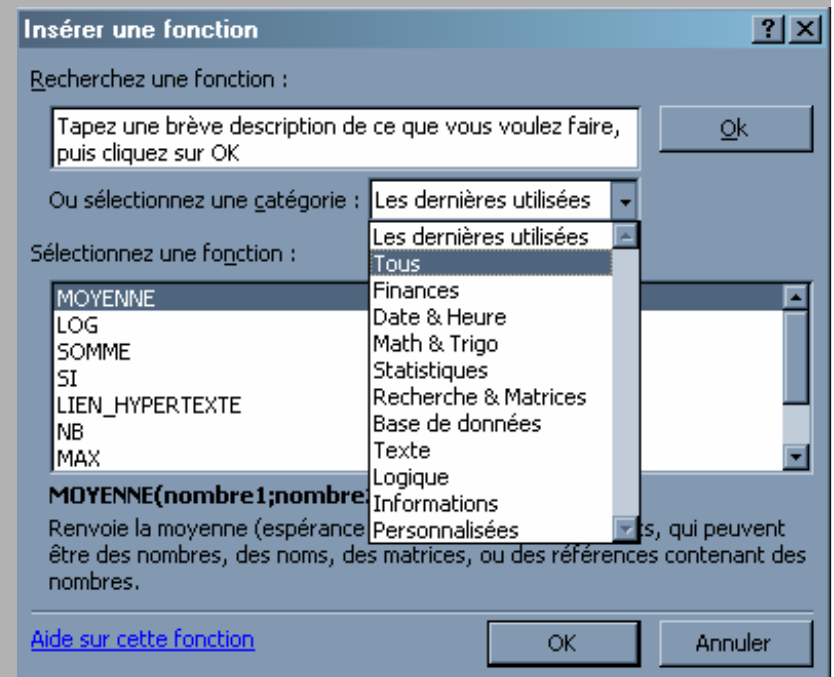 Insérer une fonction
Recherchez une fonction :
Tapez une brève description de ce que vous voulez faire,
puis cliquez sur OK
Ok
Ou sélectionnez une catégorie : Les dernières utilisées
Les dernières utilisées
Tous
Finances
Date & Heure
Math & Trigo
Statistiques
Recherche & Matrices
Base de données
Texte
Logique
Informations
Personnalisées
Sélectionnez une fonction :
MOYENNE
LOG
SOMME
SI
LIEN_HYPERTEXTE
NB
MAX
MOYENNE(nombre1;nombre
Renvoie la moyenne (espérance , qui peuvent
être des nombres, des noms, des matrices, ou des références contenant des
nombres.
Aide sur cette fonction
OK
Annuler